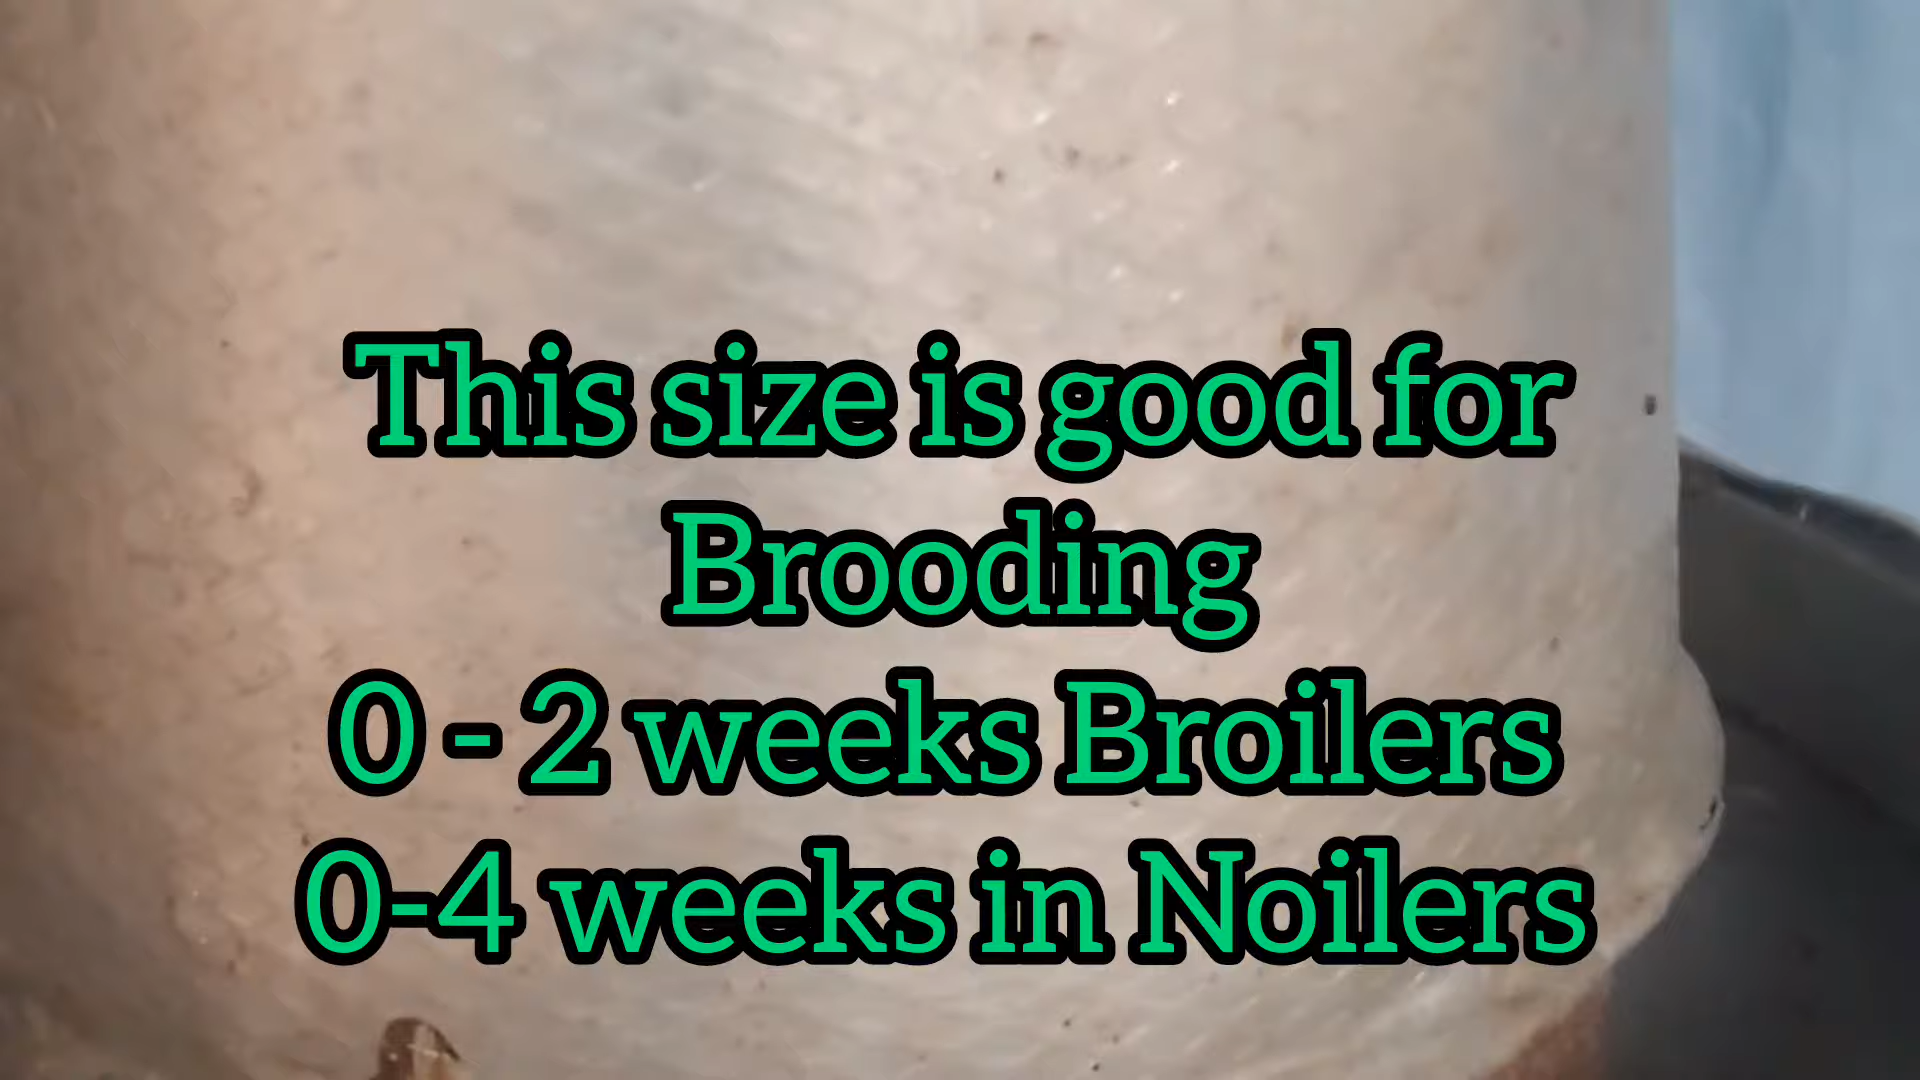 This size is good for
Brooding
0 - 2 weeks Broilers
0-4 weeks in Noilers